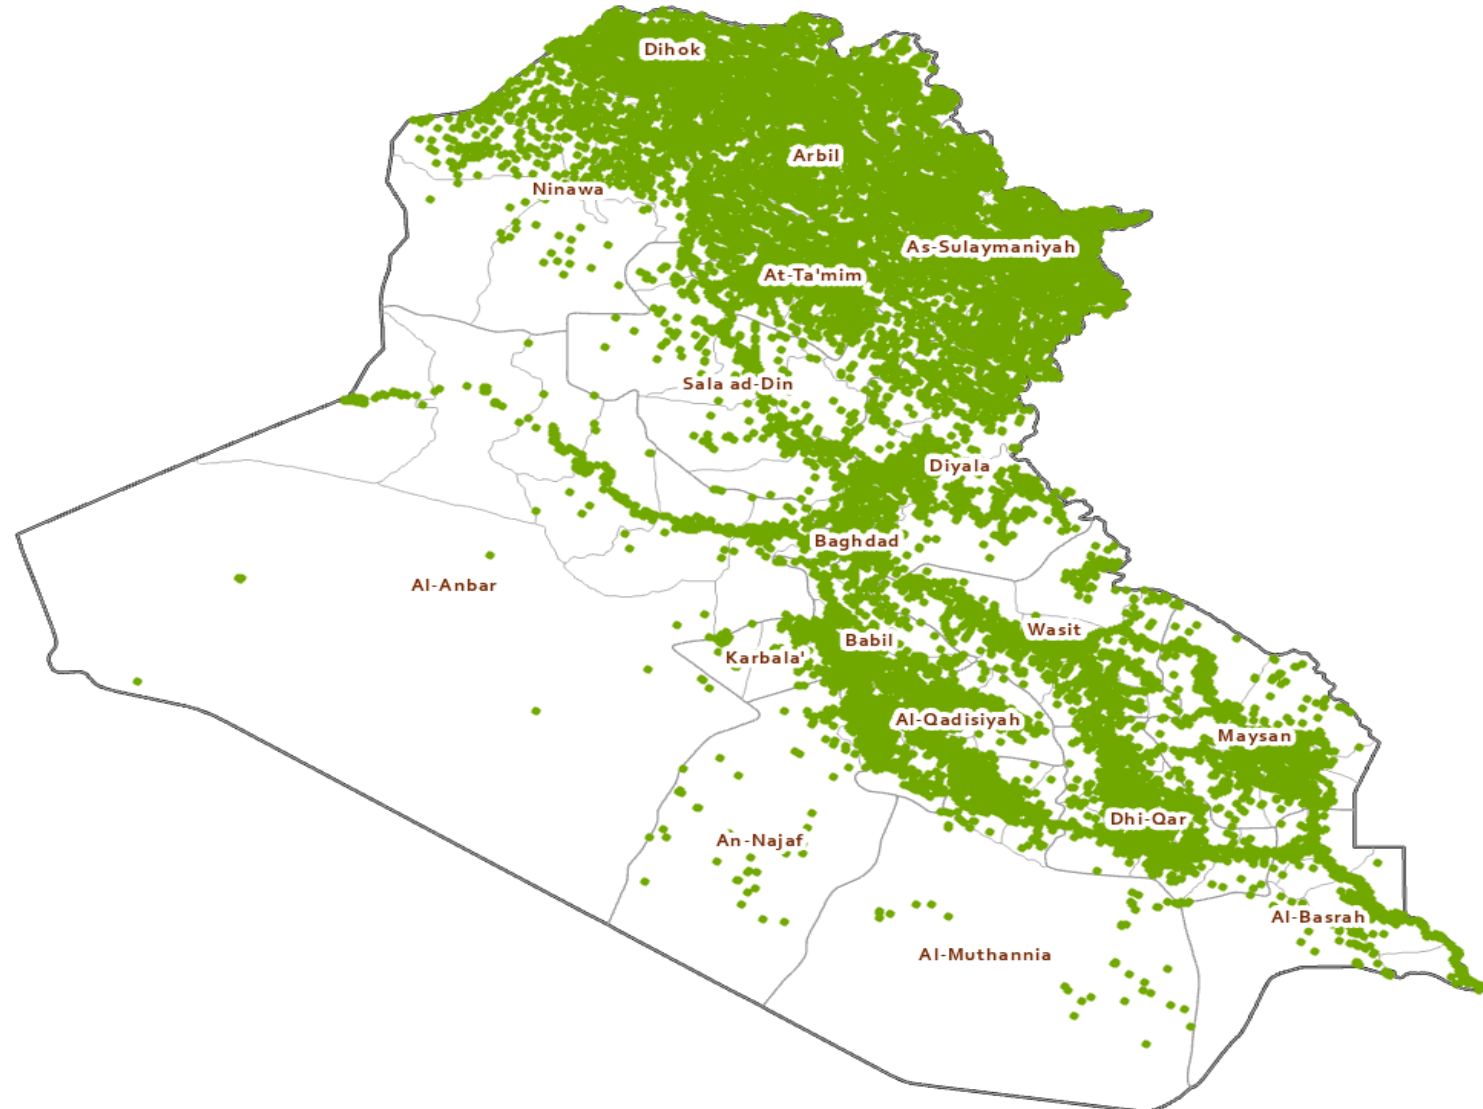 Dihok
Arbil
Ninawa
As-Sulaymaniyah
At-Ta'mim
Sala ad-Din
Diyala
Baghdad
Al-Anbar
Wasit
Babil
Karbala'
Al-Qadisiyah
Maysan
Dhi-Qar
An-Najaf
Al-Basrah
Al-Muthannia